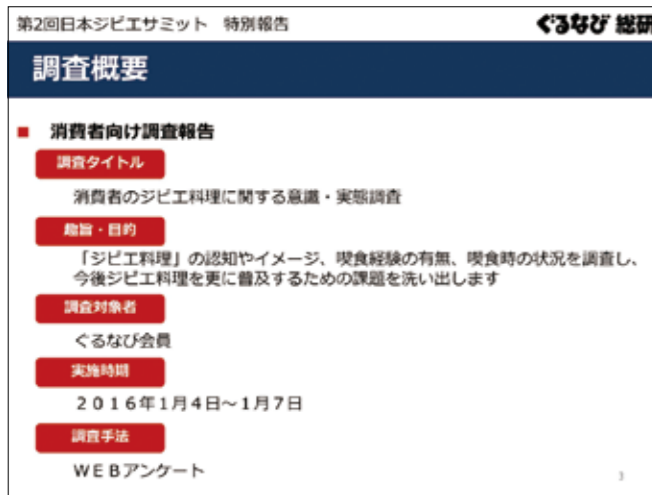 第2回日本ジビエサミット　特別報告
ぐるなび 総研
調査概要
■ 消費者向け調査報告
調査タイトル
消費者のジビエ料理に関する意識・実態調査
趣旨・目的
「ジビエ料理」の認知やイメージ、喫食経験の有無、喫食時の状況を調査し、
今後ジビエ料理を更に普及するための課題を洗い出します
調査対象者
ぐるなび会員
実施時期
２０１６年１月４日～１月７日
調査手法
ＷＥＢアンケート
3